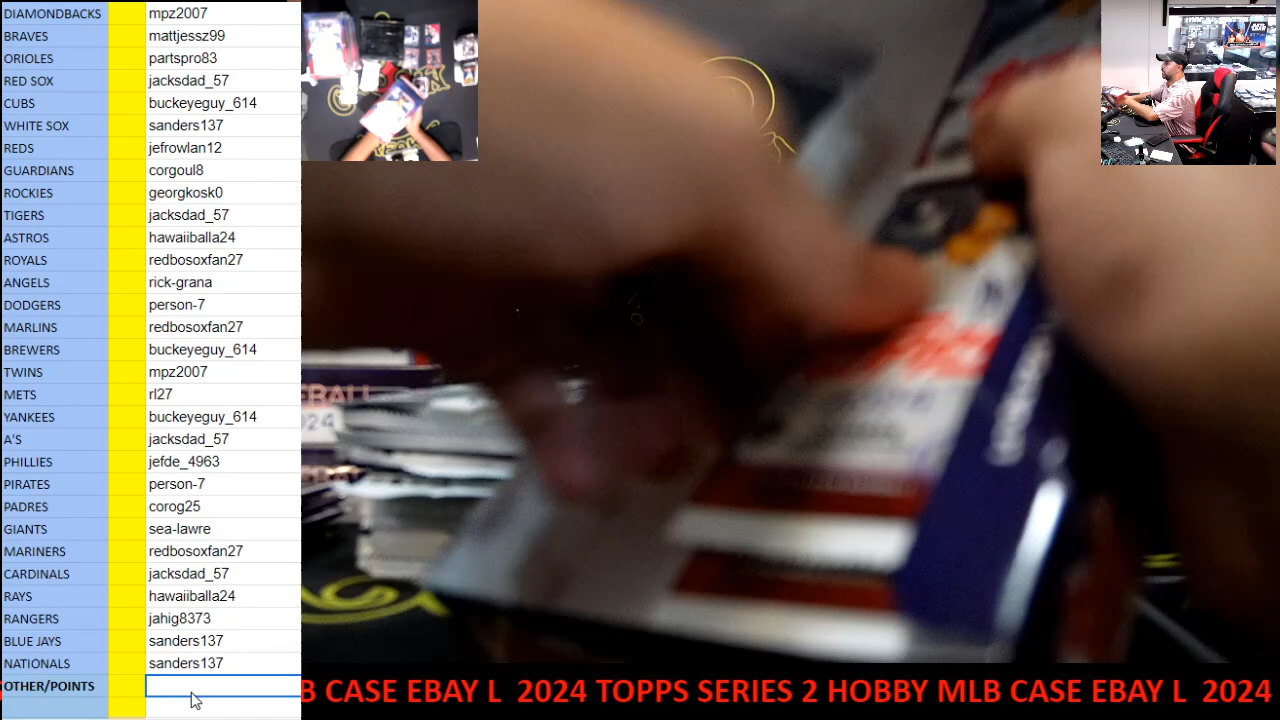 DIAMONDBACKS mpz2007
BRAVES mattjessz99
ORIOLES partspro83
RED SOX jacksdad_57
CUBS buckeyeguy_614
WHITE SOX sanders137
REDS jefrowlan12
GUARDIANS corgoul8
ROCKIES georgkosk0
TIGERS jacksdad_57
ASTROS hawaiiballa24
ROYALS redbosoxfan27
ANGELS rick-grana
DODGERS person-7
MARLINS redbosoxfan27
BREWERS buckeyeguy_614
TWINS mpz2007
METS rl27
YANKEES buckeyeguy_614
A'S jacksdad_57
PHILLIES jefde_4963
PIRATES person-7
PADRES corog25
GIANTS sea-lawre
MARINERS redbosoxfan27
CARDINALS jacksdad_57
RAYS hawaiiballa24
RANGERS jahig8373
BLUE JAYS sanders137
NATIONALS sanders137
OTHER/POINTS
B CASE EBAY L 2024 TOPPS SERIES 2 HOBBY MLB CASE EBAY L 2024